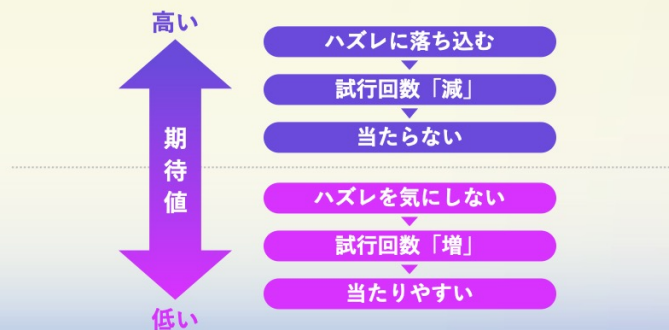 高い
ハズレに落ち込む
試行回数「減」
当たらない
期待値
ハズレを気にしない
試行回数「増」
当たりやすい
低い